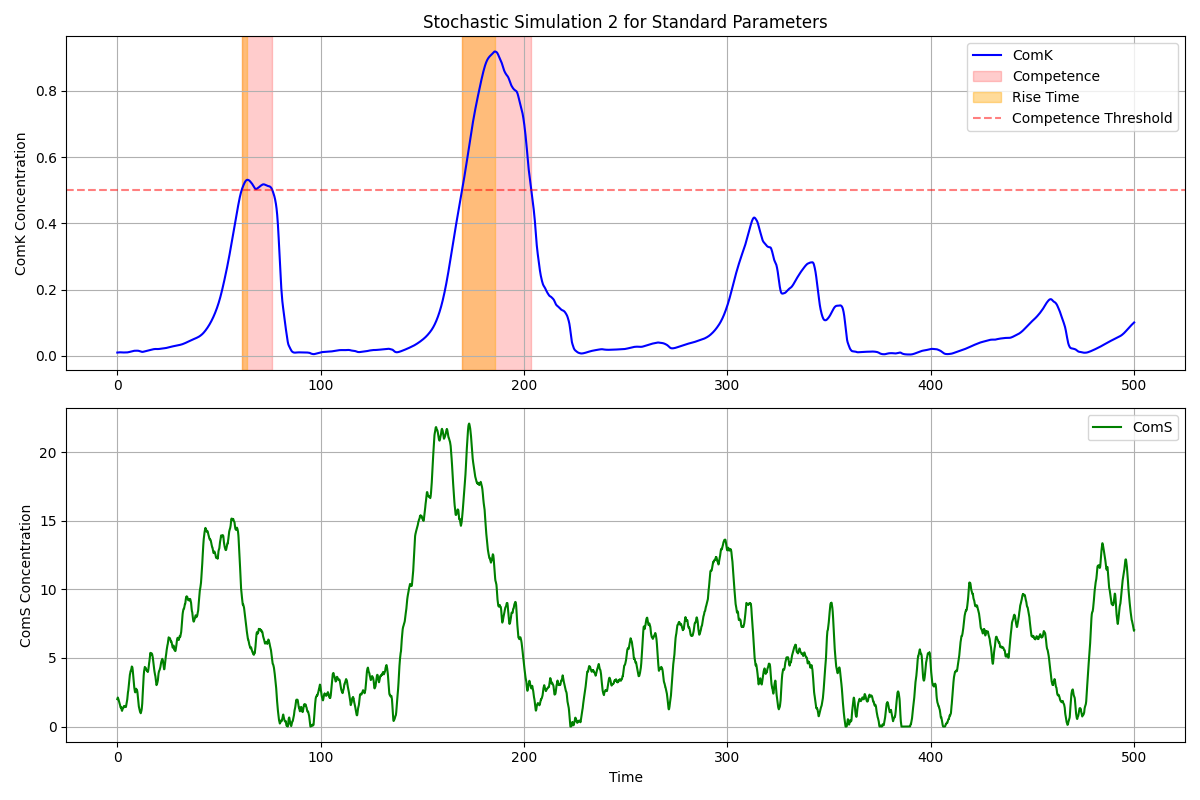 Stochastic Simulation 2 for Standard Parameters
ComK Concentration
0.8
0.6
0.4
0.2
0.0
ComK
Competence
Rise Time
Competence Threshold
0 100 200 300 400 500
ComS Concentration
20
15
10
5
0
ComS
0 100 200 300 400 500
Time